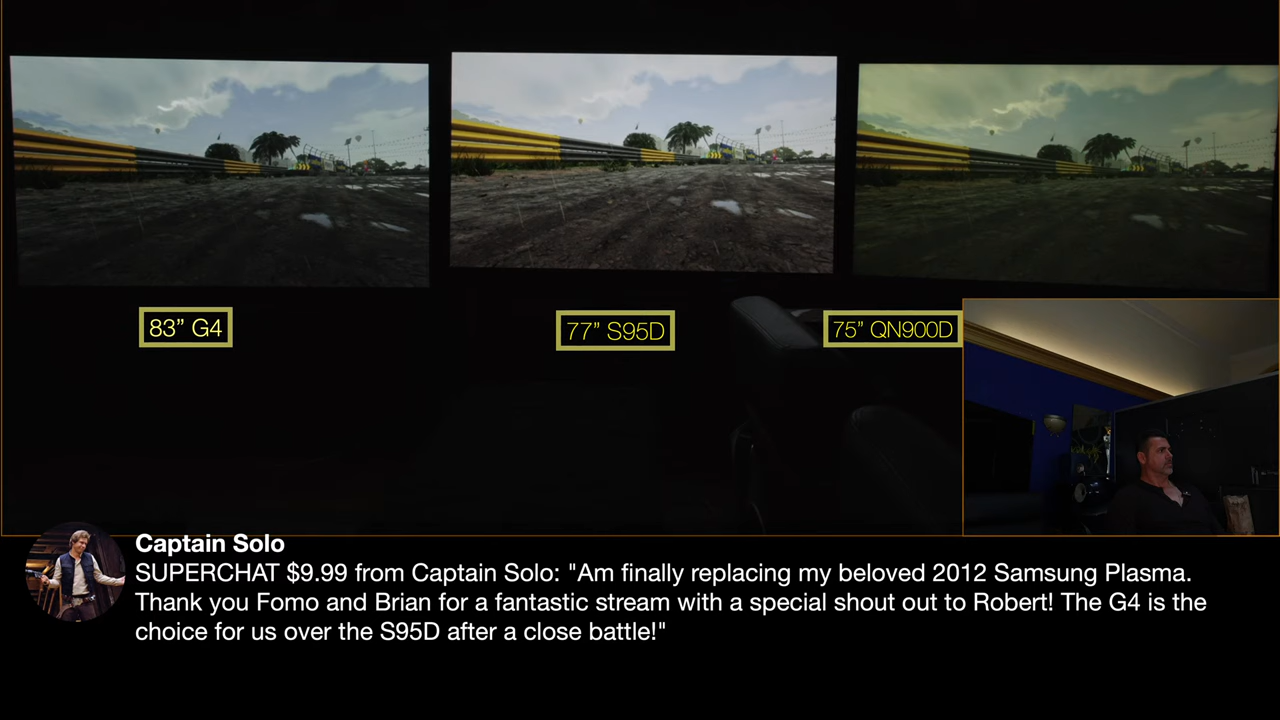 83” G4
77” S95D
75” QN900D
Captain Solo
SUPERCHAT $9.99 from Captain Solo: "Am finally replacing my beloved 2012 Samsung Plasma.
Thank you Fomo and Brian for a fantastic stream with a special shout out to Robert! The G4 is the
choice for us over the S95D after a close battle!"